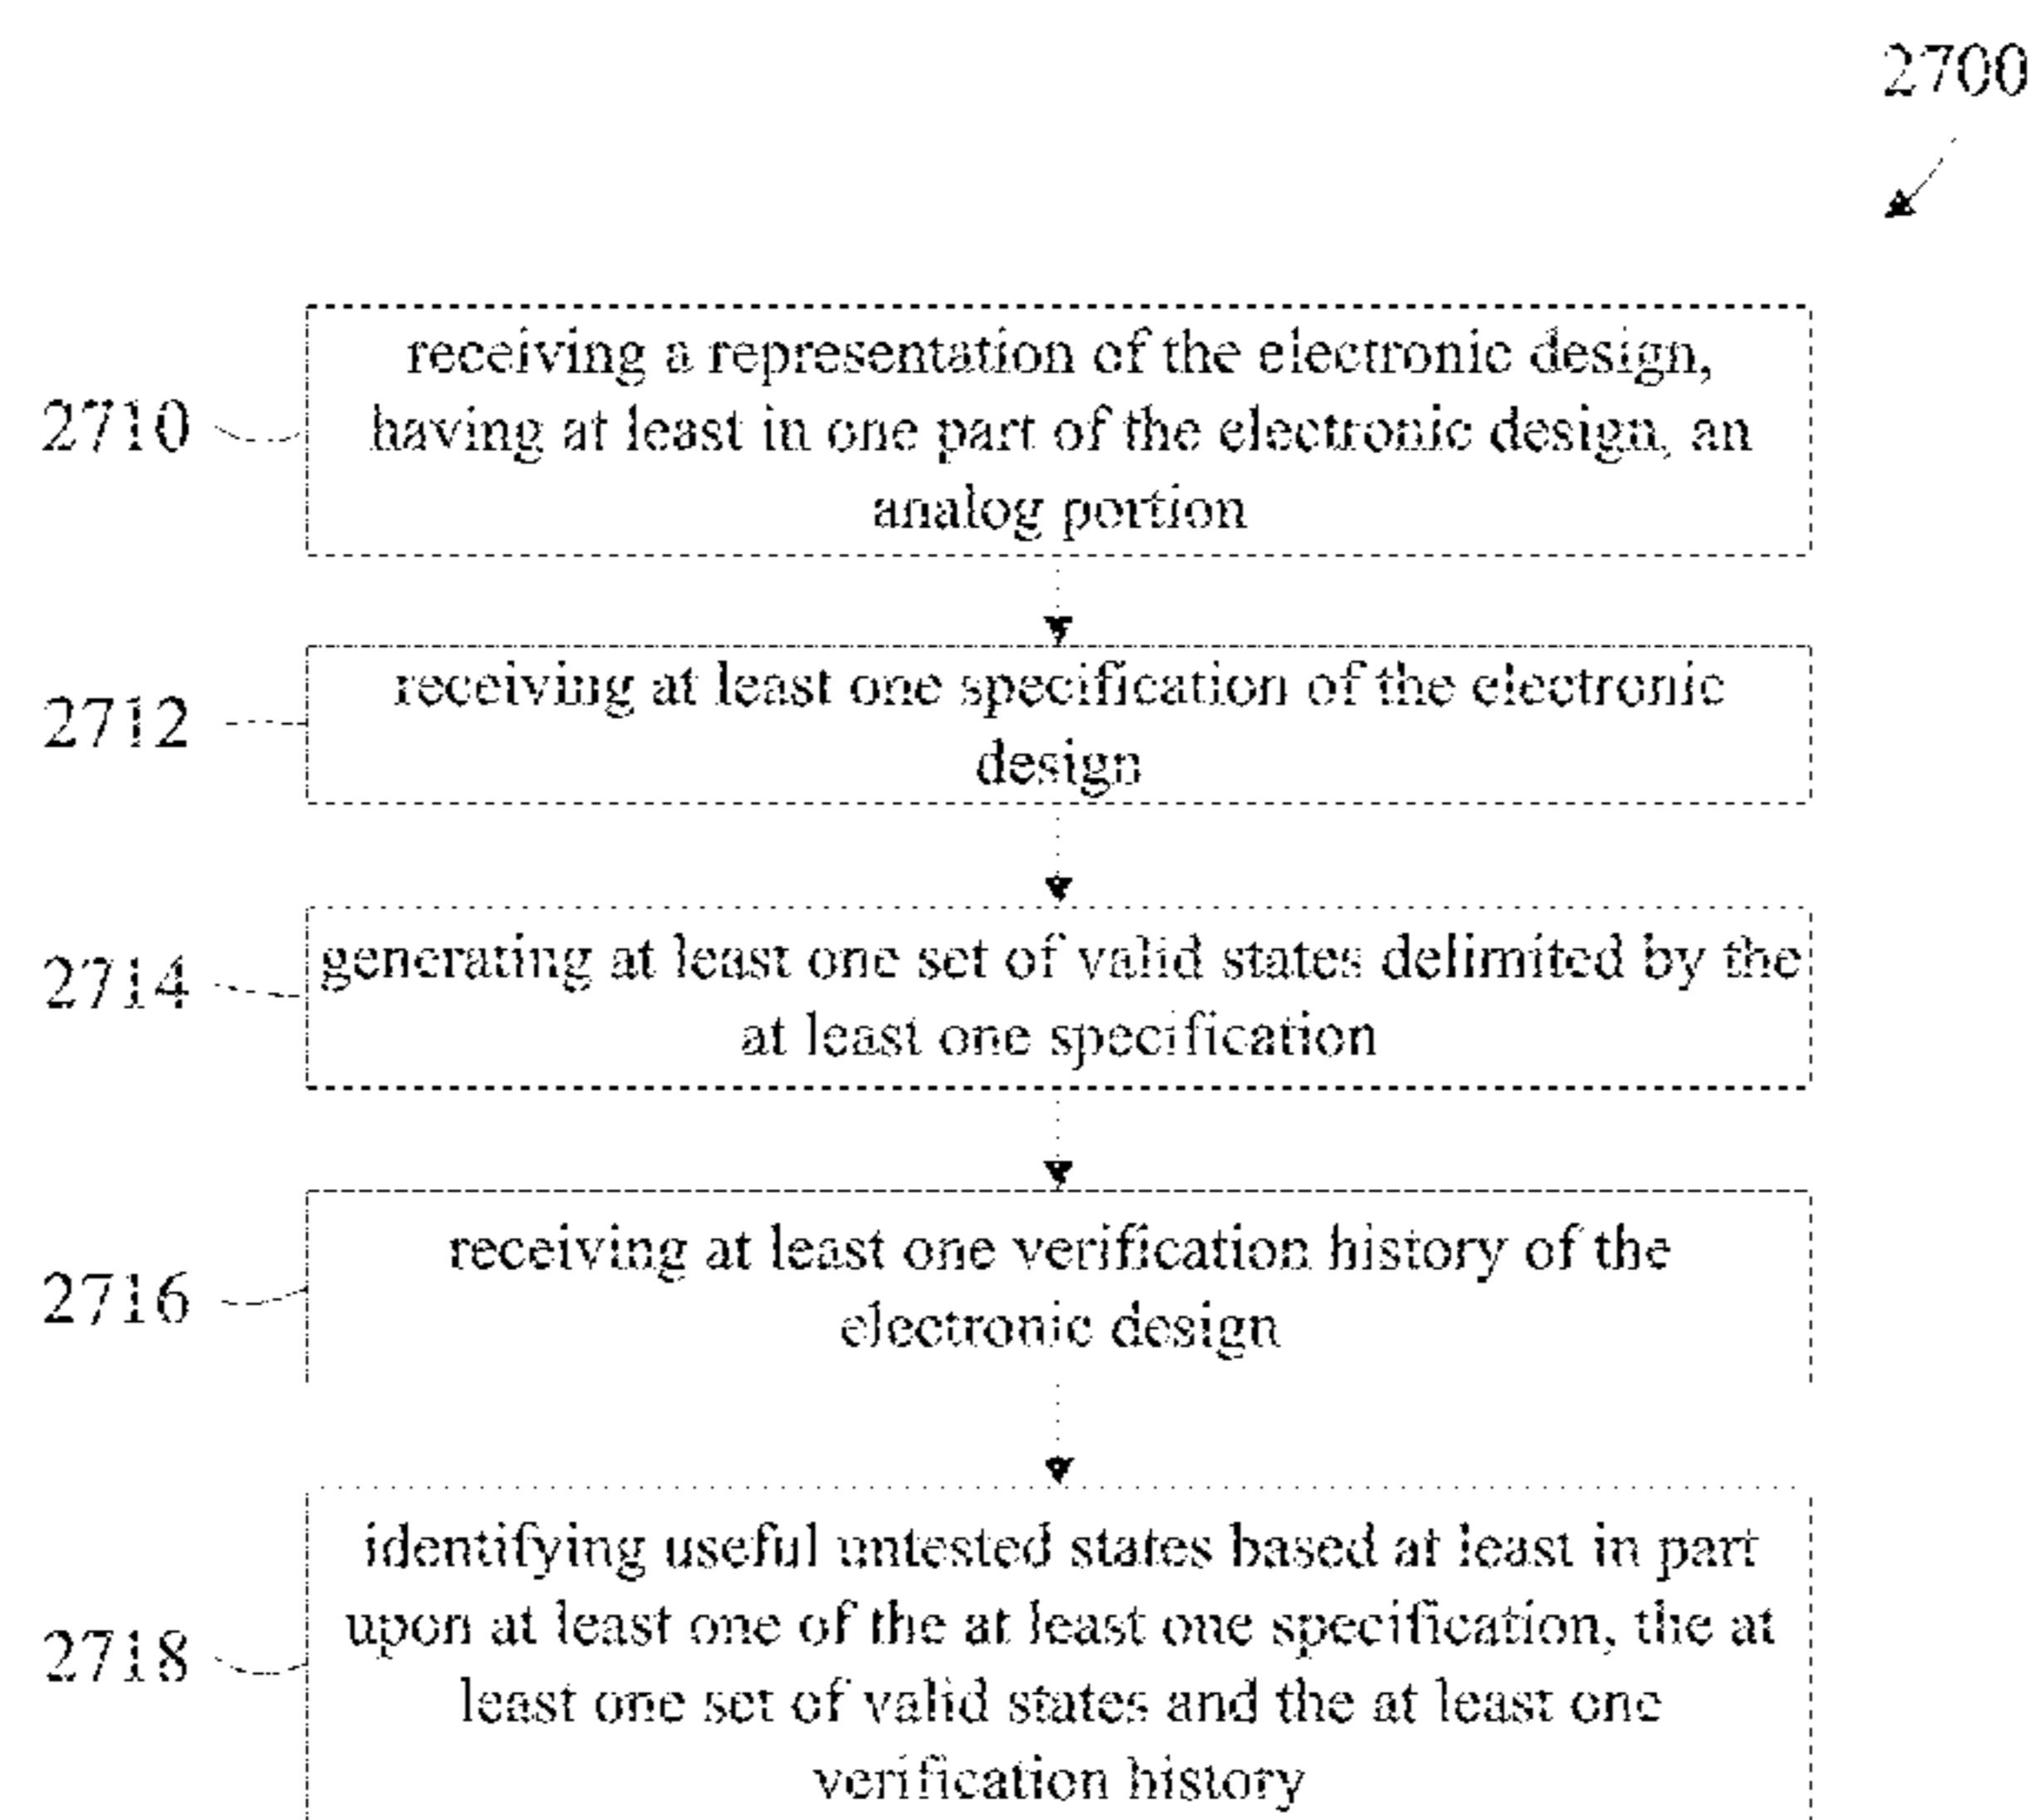 2700
receiving a representation of the electronic design,
2710
having at least in one part of the electronic design, an
analog portion
receiving at least one specification of the electronic
2712
design
generating at least one set of valid states delimited by the
2714
at least one specification
receiving at least one verification history of the
2716
electronic design
identifying useful untested states based at least in part
upon at least one of the at least one specification, the at
2718
least one set of valid states and the at least one
verification history